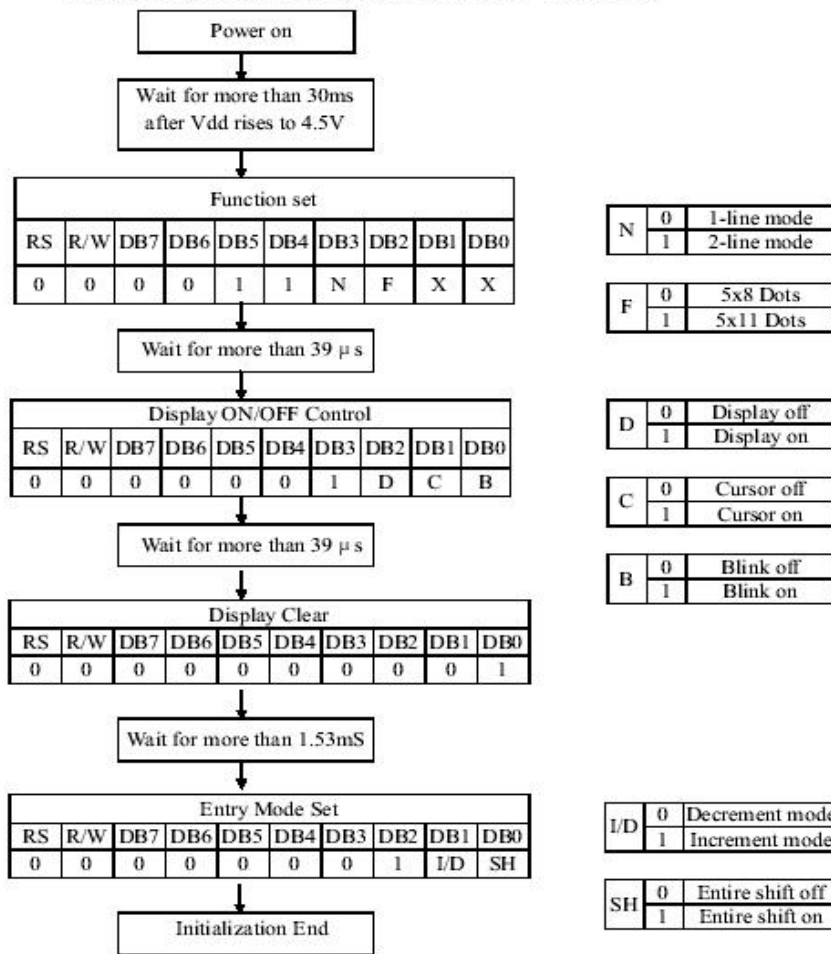 Power on
Wait for more than 30ms
after Vdd rises to 4.5V
Function set
RS R/W DB7 DB6 DB5 DB4 DB3 DB2 DB1 DB0
0 0 0 0 1 1 N F X X
N 0 1-line mode
1 2-line mode
F 0 5x8 Dots
1 5x11 Dots
Wait for more than 39 μs
Display ON/OFF Control
RS R/W DB7 DB6 DB5 DB4 DB3 DB2 DB1 DB0
0 0 0 0 0 0 1 D C B
D 0 Display off
1 Display on
C 0 Cursor off
1 Cursor on
B 0 Blink off
1 Blink on
Wait for more than 39 μs
Display Clear
RS R/W DB7 DB6 DB5 DB4 DB3 DB2 DB1 DB0
0 0 0 0 0 0 0 0 0 1
Wait for more than 1.53mS
Entry Mode Set
RS R/W DB7 DB6 DB5 DB4 DB3 DB2 DB1 DB0
0 0 0 0 0 0 0 1 I/D SH
I/D 0 Decrement mode
1 Increment mode
SH 0 Entire shift off
1 Entire shift on
Initialization End